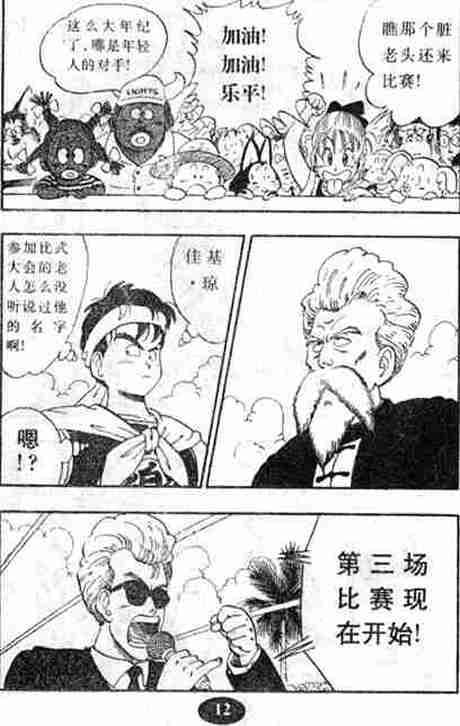 瞧那个脏
老头还来
比赛!
加油!
加油!
乐平!
这么大年纪
了,哪是年轻
人的对手!
佳基
·琼
参加比式
大会的老
人怎么没
听说过他
的名字
啊!
嗯
!?
第三场
比赛现
在开始!
12